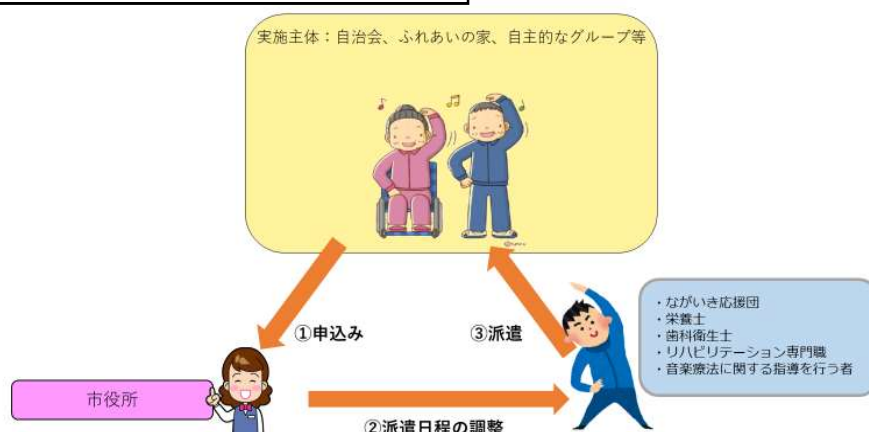 実施主体：自治会、ふれあいの家、自主的なグループ等
①申込み
③派遣
・ながいき応援団
・栄養士
・歯科衛生士
・リハビリテーション専門職
・音楽療法に関する指導を行う者
市役所
②派遣日程の調整